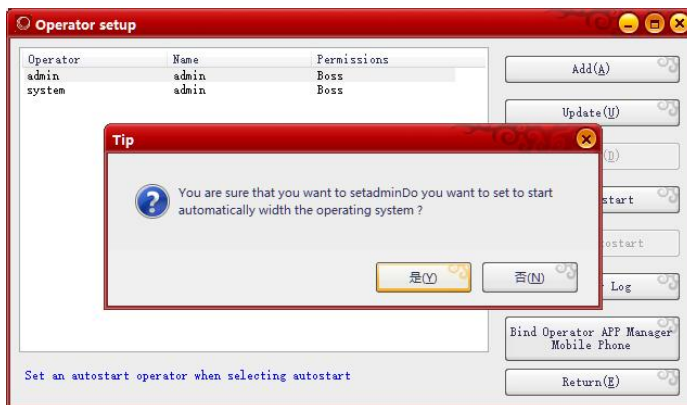 Operator setup
Operator Name Permissions
admin admin Boss
system admin Boss
Add(A)
Update(U)
(D)
Tip
You are sure that you want to setadminDo you want to set to start
automatically width the operating system ?
是(Y) 否(N)
start
ostart
Log
Bind Operator APP Manager
Mobile Phone
Set an autostart operator when selecting autostart
Return(E)